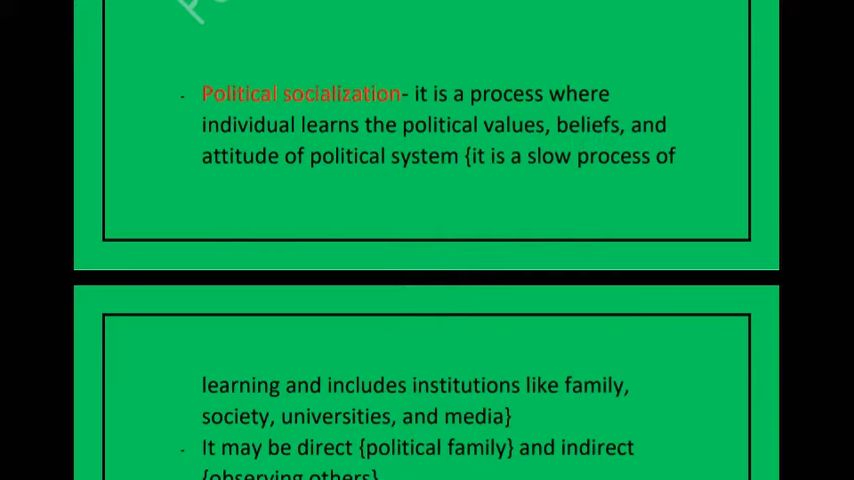 - Political socialization- it is a process where
individual learns the political values, beliefs, and
attitude of political system {it is a slow process of
learning and includes institutions like family,
society, universities, and media}
- It may be direct {political family} and indirect
{observing others}